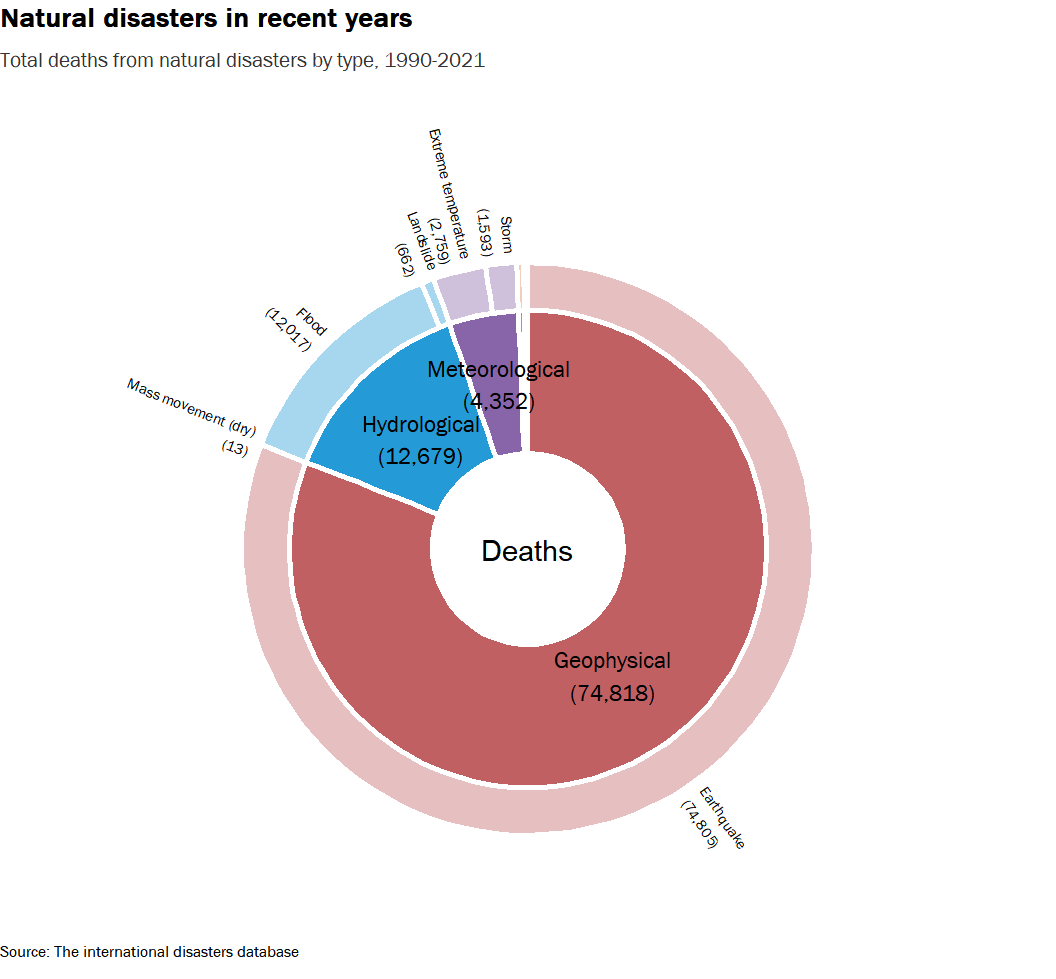 Natural disasters in recent years
Total deaths from natural disasters by type, 1990-2021
Extreme temperature
(2,759)
Storm
(1,593)
Landslide
(662)
Flood
(12,017)
Mass movement (dry)
(13)
Meteorological
(4,352)
Hydrological
(12,679)
Deaths
Geophysical
(74,818)
Earthquake
(74,805)
Source: The international disasters database